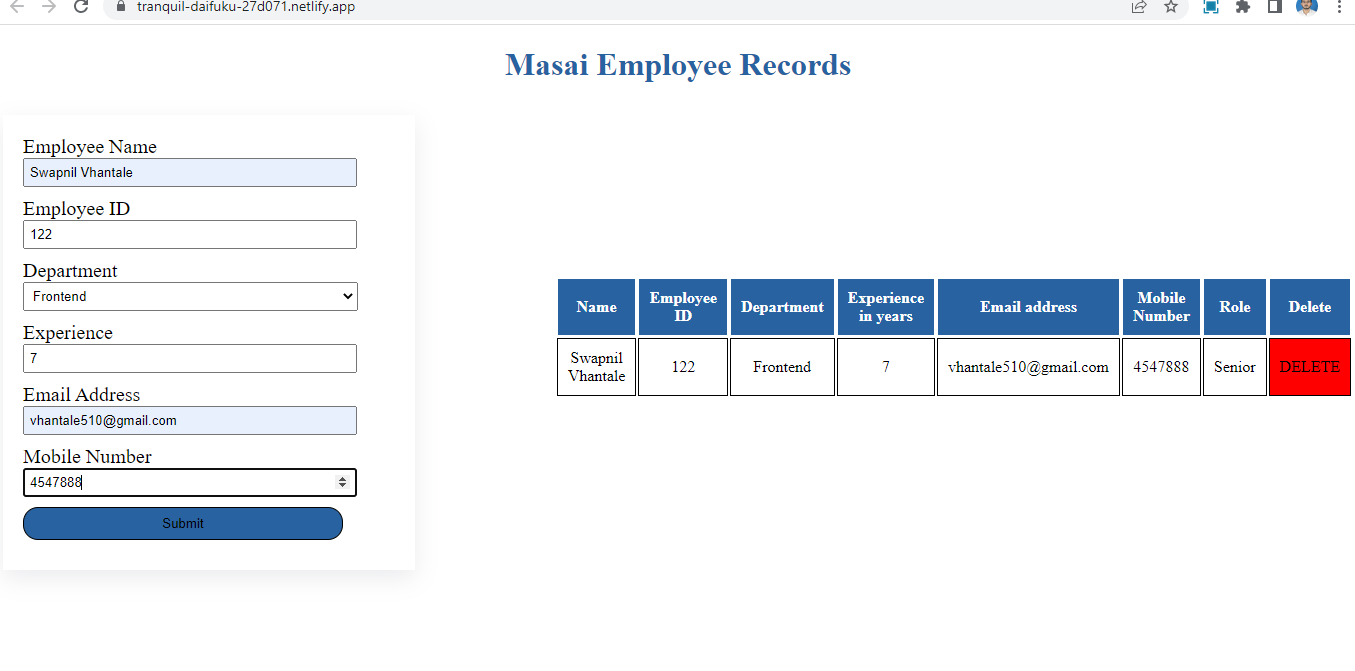 tranquil-daifuku-27d071.netlify.app
Masai Employee Records
Employee Name
Swapnil Vhantale
Employee ID
122
Department
Frontend
Experience
7
Email Address
vhantale510@gmail.com
Mobile Number
4547888
Submit
Name Employee ID Department Experience in years Email address Mobile Number Role Delete
Swapnil Vhantale 122 Frontend 7 vhantale510@gmail.com 4547888 Senior DELETE